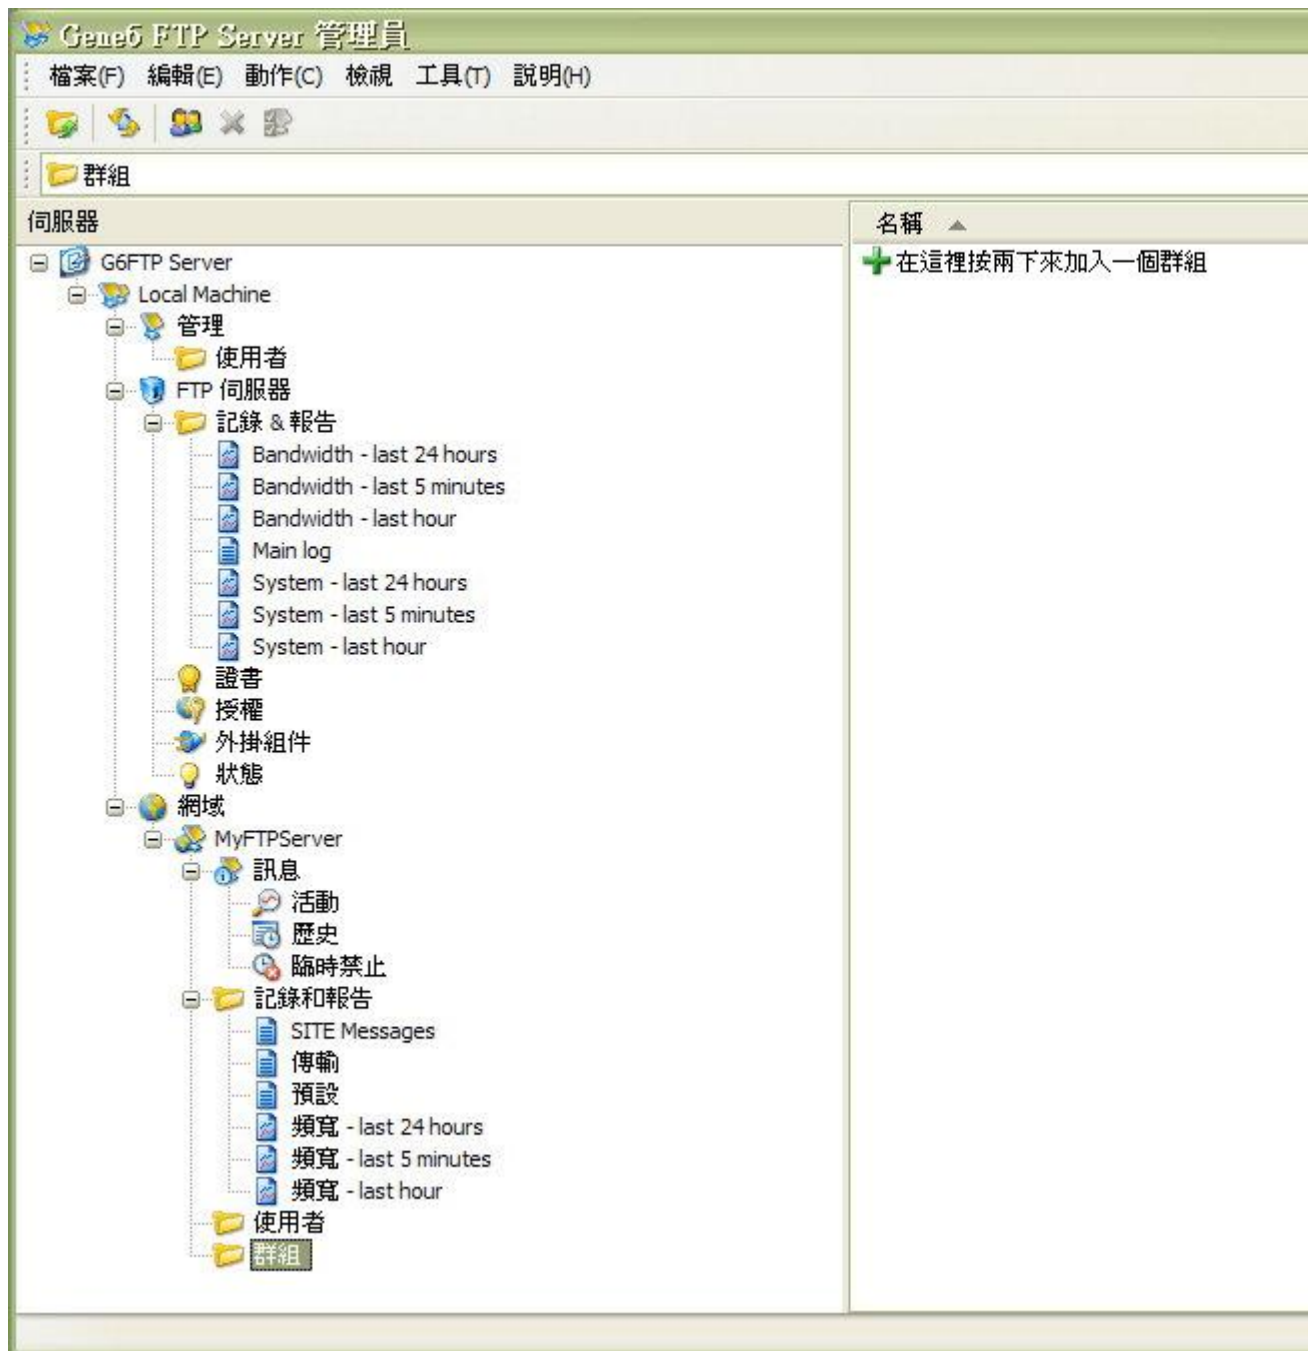 Gene6 FTP Server 管理員
檔案(F) 編輯(E) 動作(C) 檢視 工具(T) 說明(H)
群組
伺服器
名稱
G6FTP Server
在這裡按兩下來加入一個群組
Local Machine
管理
使用者
FTP 伺服器
記錄 & 報告
Bandwidth - last 24 hours
Bandwidth - last 5 minutes
Bandwidth - last hour
Main log
System - last 24 hours
System - last 5 minutes
System - last hour
證書
授權
外掛組件
狀態
網域
MyFTPServer
訊息
活動
歷史
臨時禁止
記錄和報告
SITE Messages
傳輸
預設
頻寬 - last 24 hours
頻寬 - last 5 minutes
頻寬 - last hour
使用者
群組